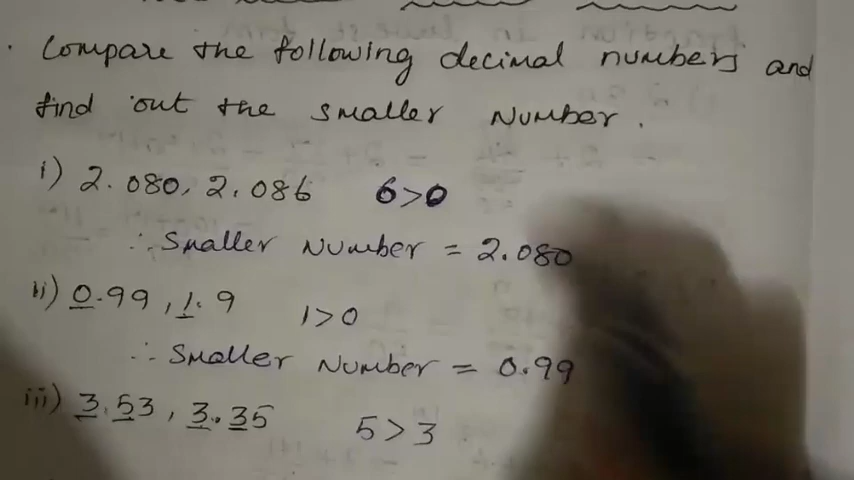 Compare the following decimal numbers and
find out the smaller Number.
i) 2.080, 2.086 6>0
∴ Smaller Number = 2.080
ii) 0.99, 1.9 1>0
∴ Smaller Number = 0.99
iii) 3.53, 3.35 5>3